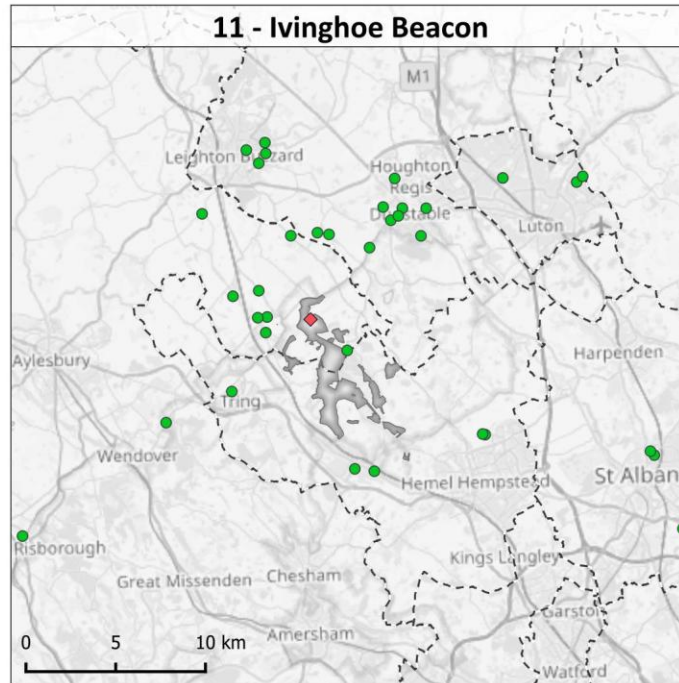 11 - Ivinghoe Beacon
M1
Leighton Buzzard
Houghton
Regis
Dunstable
Luton
Aylesbury
Harpenden
Tring
Wendover
Hemel Hempstead
St Alban
Risborough
Kings Langley
Great Missenden
Chesham
Garston
Amersham
Watford
0 5 10 km